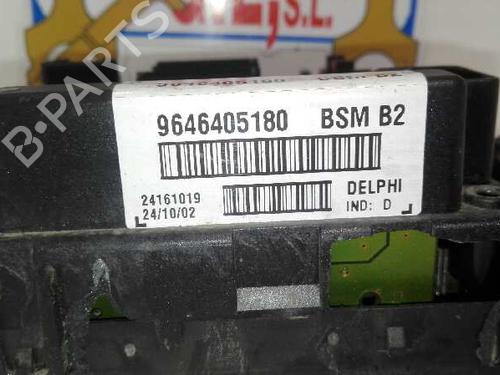 S.L.
9646405180 BSM B2
24161019 DELPHI
24/10/02 IND: D
B-Parts